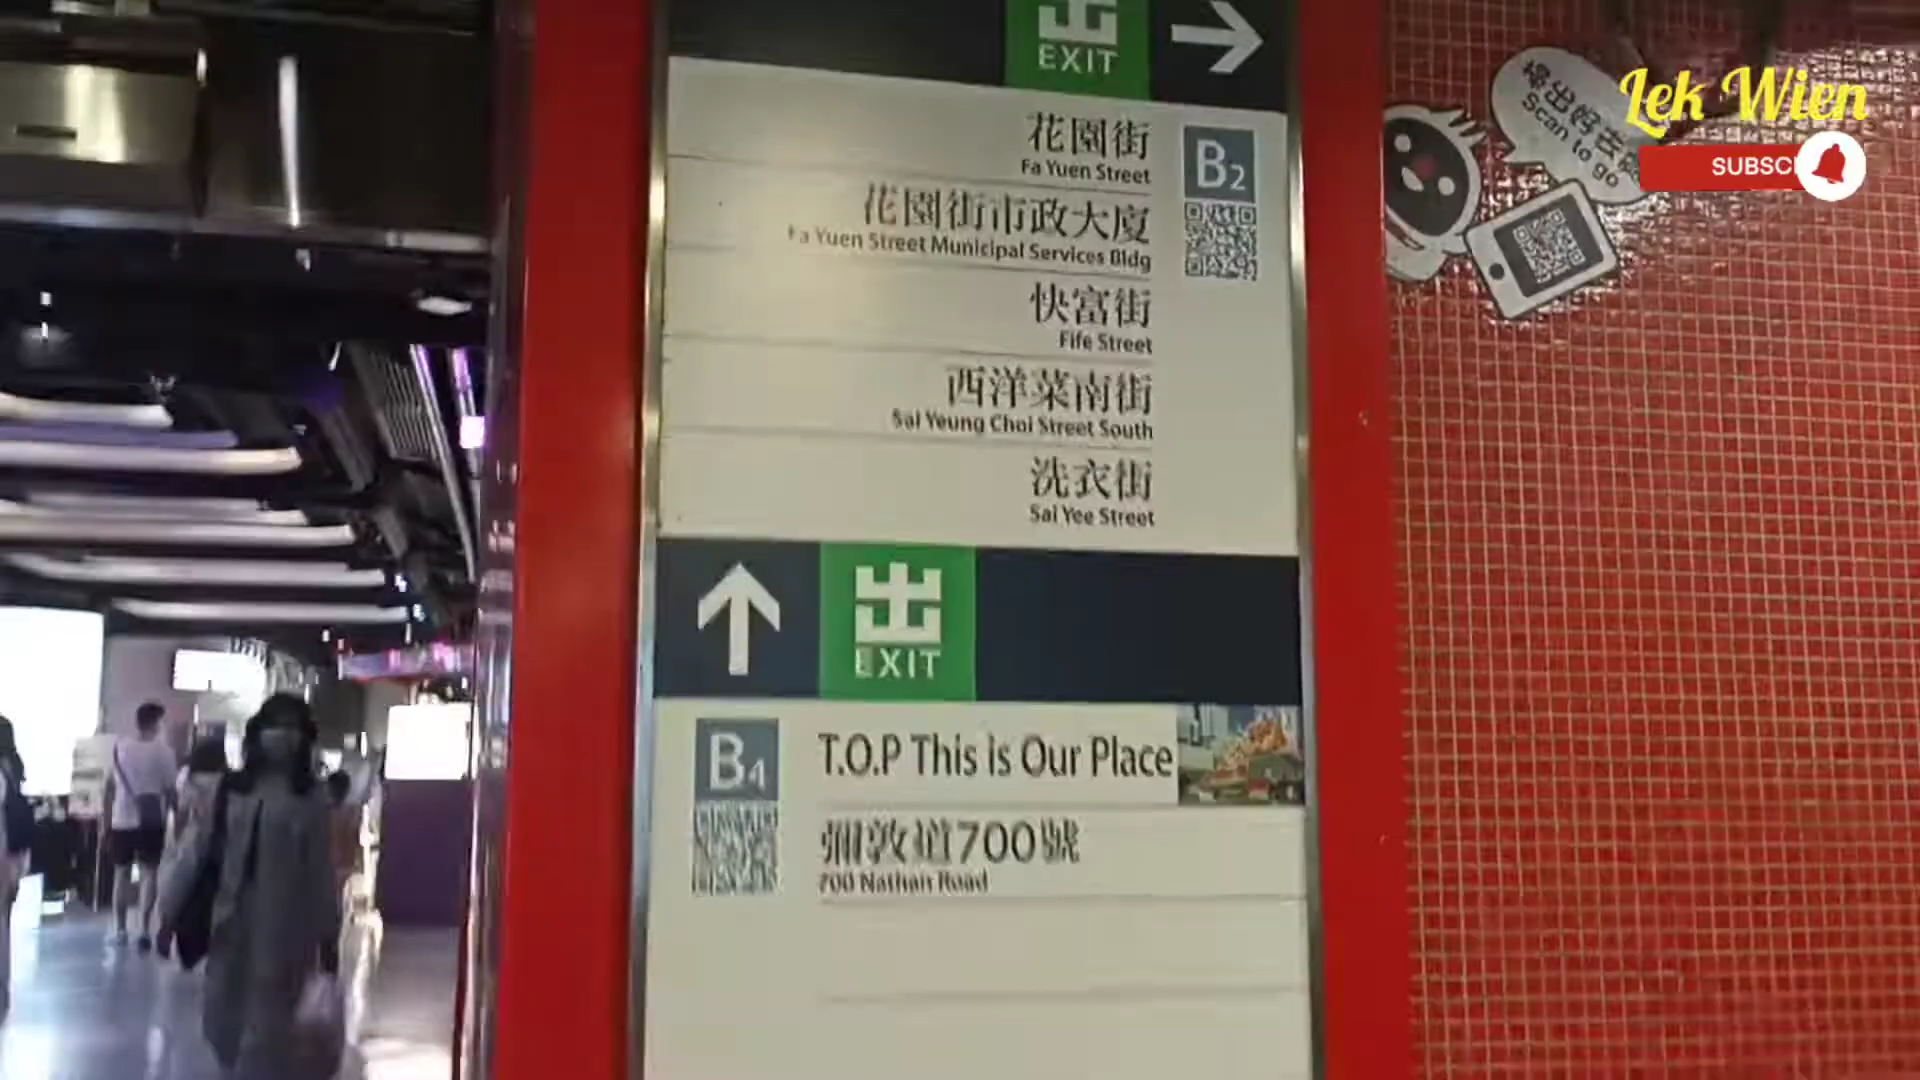 出
EXIT
花園街
Fa Yuen Street
B2
花園街市政大廈
Fa Yuen Street Municipal Services Bldg
快富街
Fife Street
西洋菜南街
Sai Yeung Choi Street South
洗衣街
Sai Yee Street
出
EXIT
B4
T.O.P This is Our Place
彌敦道700號
700 Nathan Road
Scan to go
Lek Wien
SUBSC